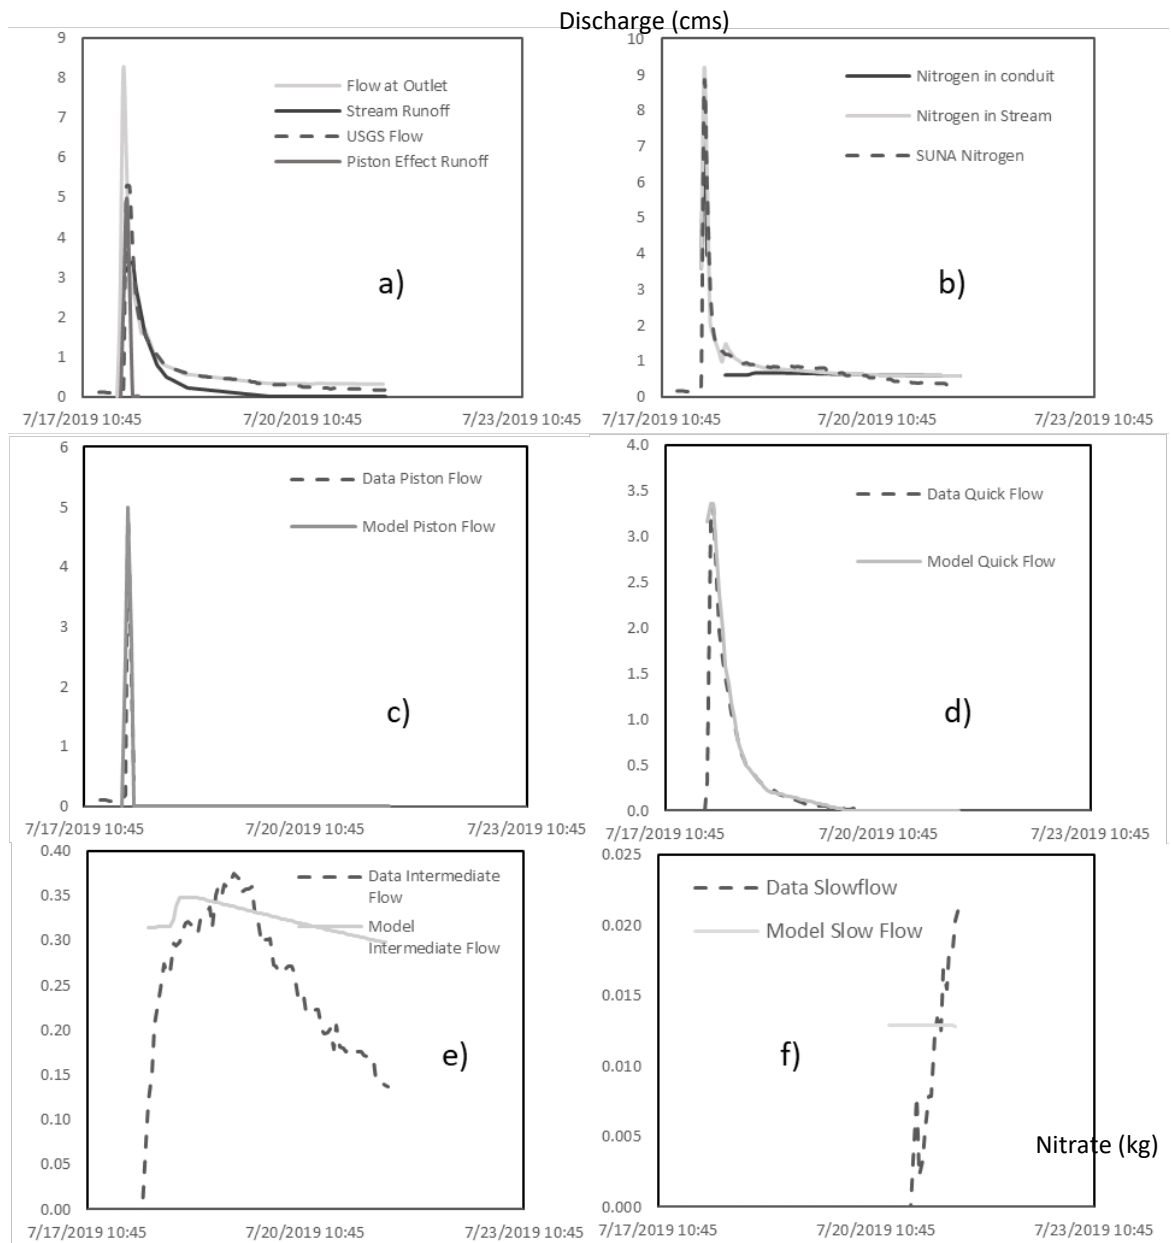 Discharge (cms)
9
8
7
6
5
4
3
2
1
0
Flow at Outlet
Stream Runoff
USGS Flow
Piston Effect Runoff
a)
7/17/2019 10:45
7/20/2019 10:45
7/23/2019 10:45
10
9
8
7
6
5
4
3
2
1
0
Nitrogen in conduit
Nitrogen in Stream
SUNA Nitrogen
b)
7/17/2019 10:45
7/20/2019 10:45
7/23/2019 10:45
6
5
4
3
2
1
0
Data Piston Flow
Model Piston Flow
c)
7/17/2019 10:45
7/20/2019 10:45
7/23/2019 10:45
4.0
3.5
3.0
2.5
2.0
1.5
1.0
0.5
0.0
Data Quick Flow
Model Quick Flow
d)
7/17/2019 10:45
7/20/2019 10:45
7/23/2019 10:45
0.40
0.35
0.30
0.25
0.20
0.15
0.10
0.05
0.00
Data Intermediate
Flow
Model
Intermediate Flow
e)
7/17/2019 10:45
7/20/2019 10:45
7/23/2019 10:45
0.025
0.020
0.015
0.010
0.005
0.000
Data Slowflow
Model Slow Flow
f)
Nitrate (kg)
7/17/2019 10:45
7/20/2019 10:45
7/23/2019 10:45